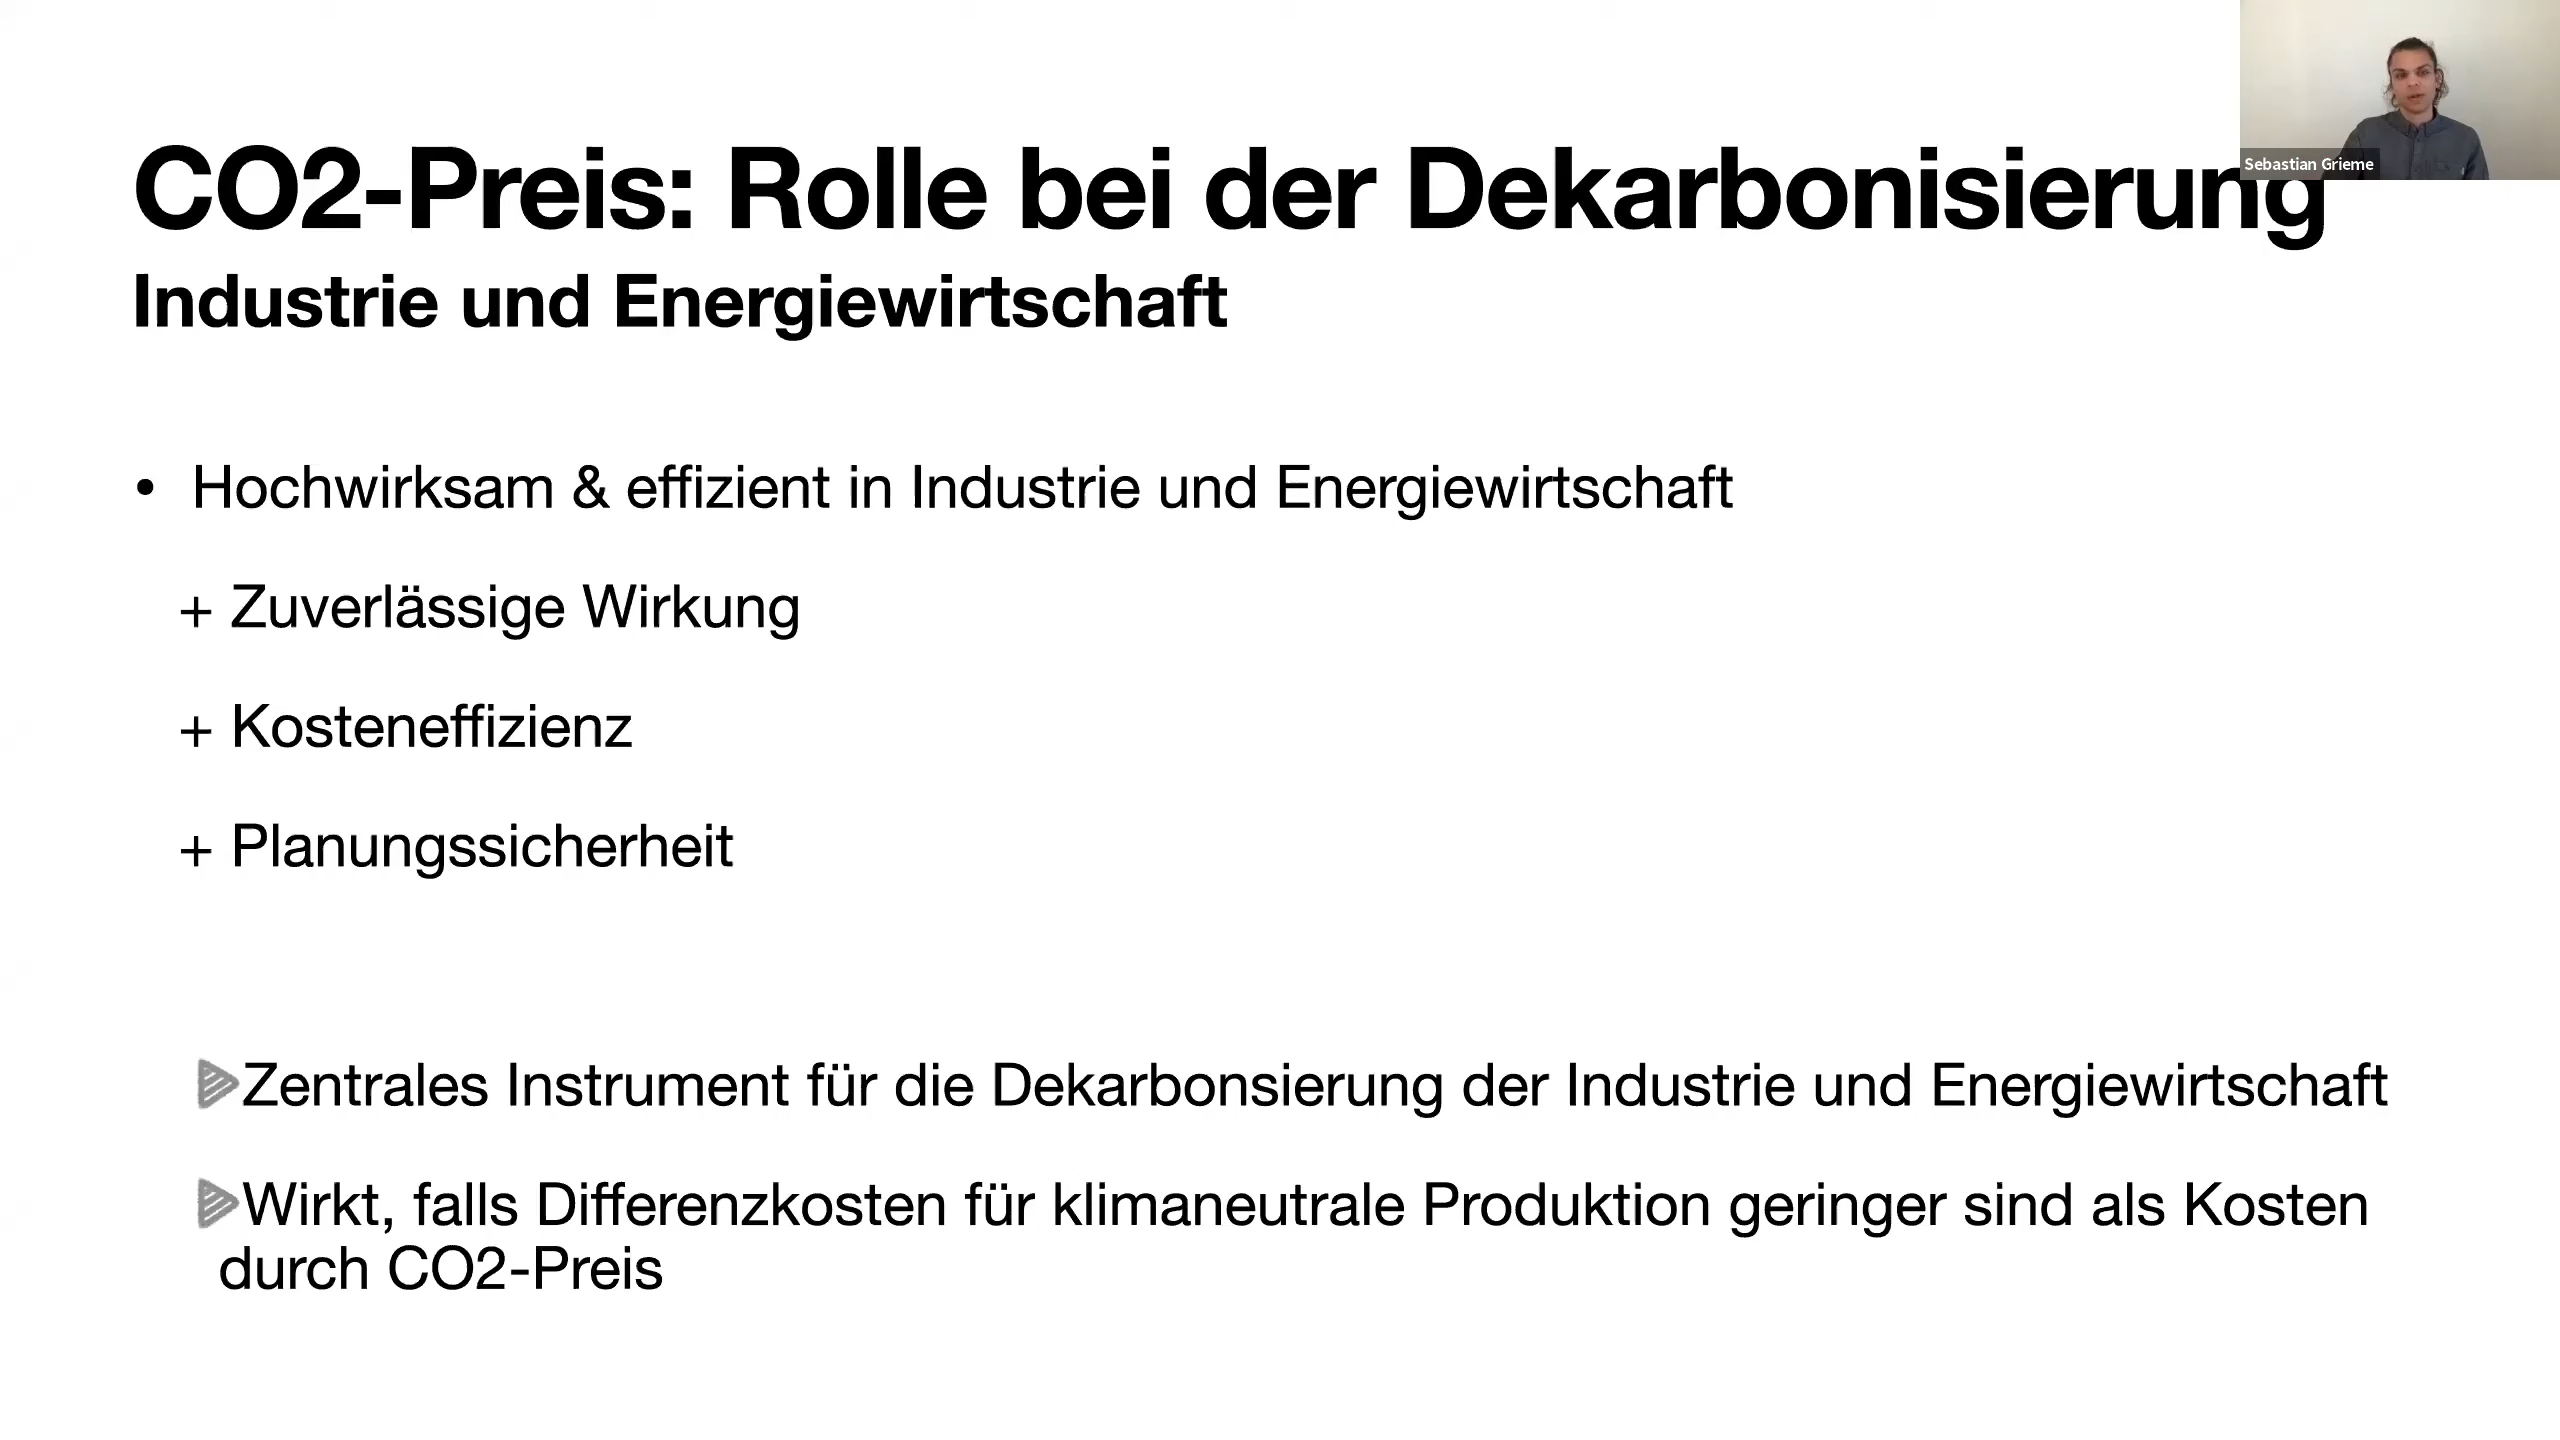 CO2-Preis: Rolle bei der Dekarbonisierung
Sebastian Grieme
Industrie und Energiewirtschaft
• Hochwirksam & effizient in Industrie und Energiewirtschaft
+ Zuverlässige Wirkung
+ Kosteneffizienz
+ Planungssicherheit
Zentrales Instrument für die Dekarbonsierung der Industrie und Energiewirtschaft
Wirkt, falls Differenzkosten für klimaneutrale Produktion geringer sind als Kosten
durch CO2-Preis